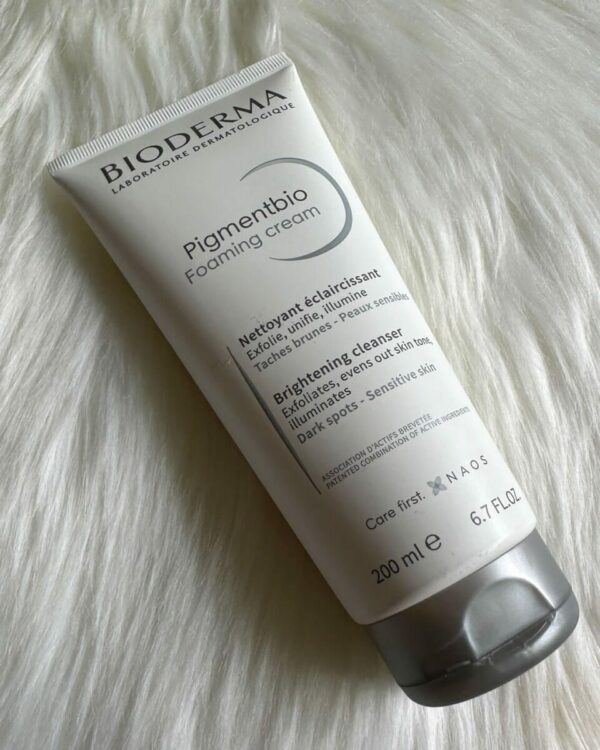 BIODERMA
LABORATOIRE DERMATOLOGIQUE
Pigmentbio
Foaming cream
Nettoyant éclaircissant
Exfolie, unifie, illumine
Taches brunes - Peaux sensibles
Brightening cleanser
Exfoliates, evens out skin tone,
illuminates
Dark spots - Sensitive skin
ASSOCIATION D'ACTIFS BREVETÉE
PATENTED COMBINATION OF ACTIVE INGREDIENTS
Care first. NAOS
200 ml e 6.7 FL.OZ.